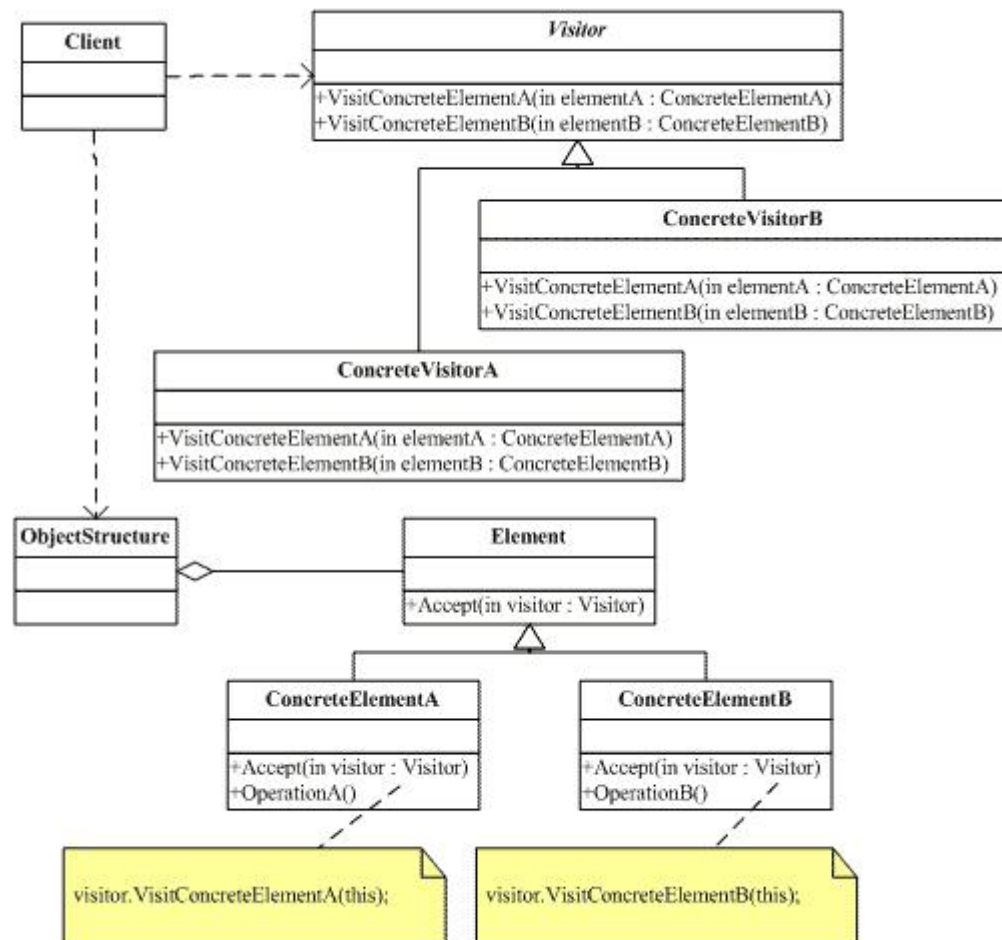 Client
Visitor
+VisitConcreteElementA(in elementA : ConcreteElementA)
+VisitConcreteElementB(in elementB : ConcreteElementB)
ConcreteVisitorB
+VisitConcreteElementA(in elementA : ConcreteElementA)
+VisitConcreteElementB(in elementB : ConcreteElementB)
ConcreteVisitorA
+VisitConcreteElementA(in elementA : ConcreteElementA)
+VisitConcreteElementB(in elementB : ConcreteElementB)
ObjectStructure
Element
+Accept(in visitor : Visitor)
ConcreteElementA
+Accept(in visitor : Visitor)
+OperationA()
ConcreteElementB
+Accept(in visitor : Visitor)
+OperationB()
visitor.VisitConcreteElementA(this);
visitor.VisitConcreteElementB(this);